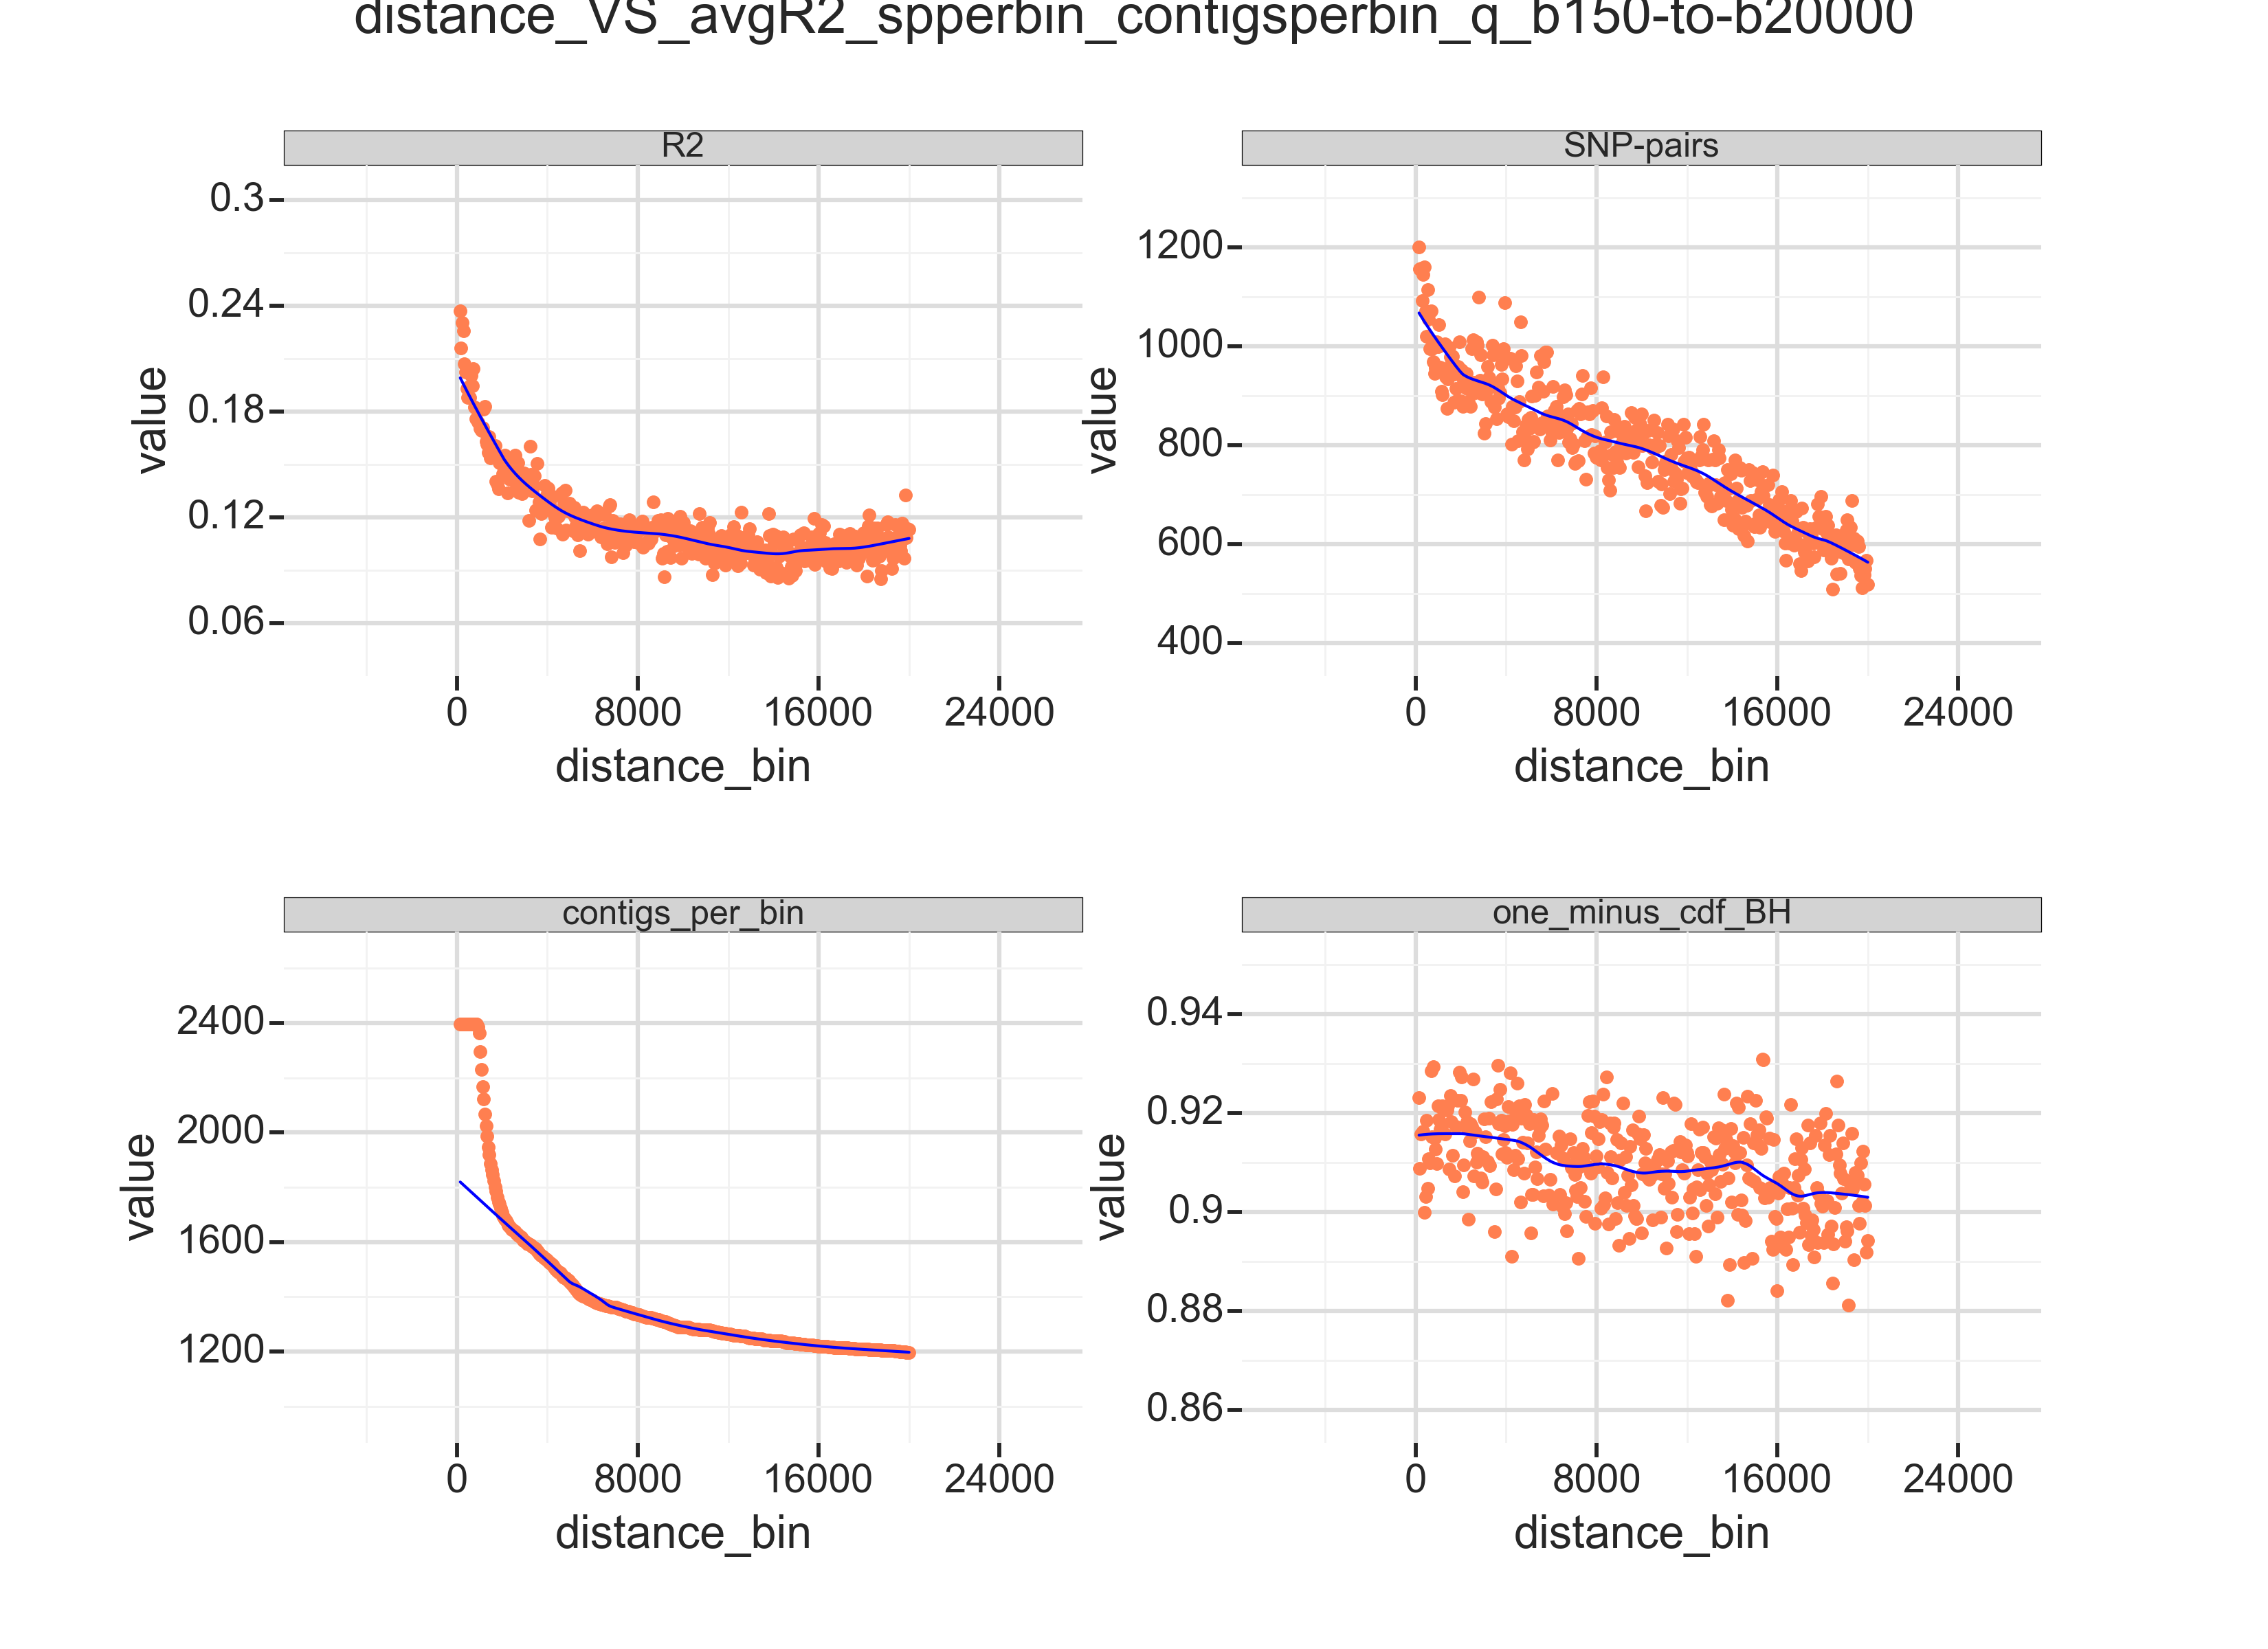 distance_VS_avgR2_spperbin_contigsperbin_q_b150-to-b20000
R2
0.3
0.24
0.18
0.12
0.06
value
0
8000
16000
24000
distance_bin
SNP-pairs
1200
1000
800
600
400
value
0
8000
16000
24000
distance_bin
contigs_per_bin
2400
2000
1600
1200
value
0
8000
16000
24000
distance_bin
one_minus_cdf_BH
0.94
0.92
0.9
0.88
0.86
value
0
8000
16000
24000
distance_bin